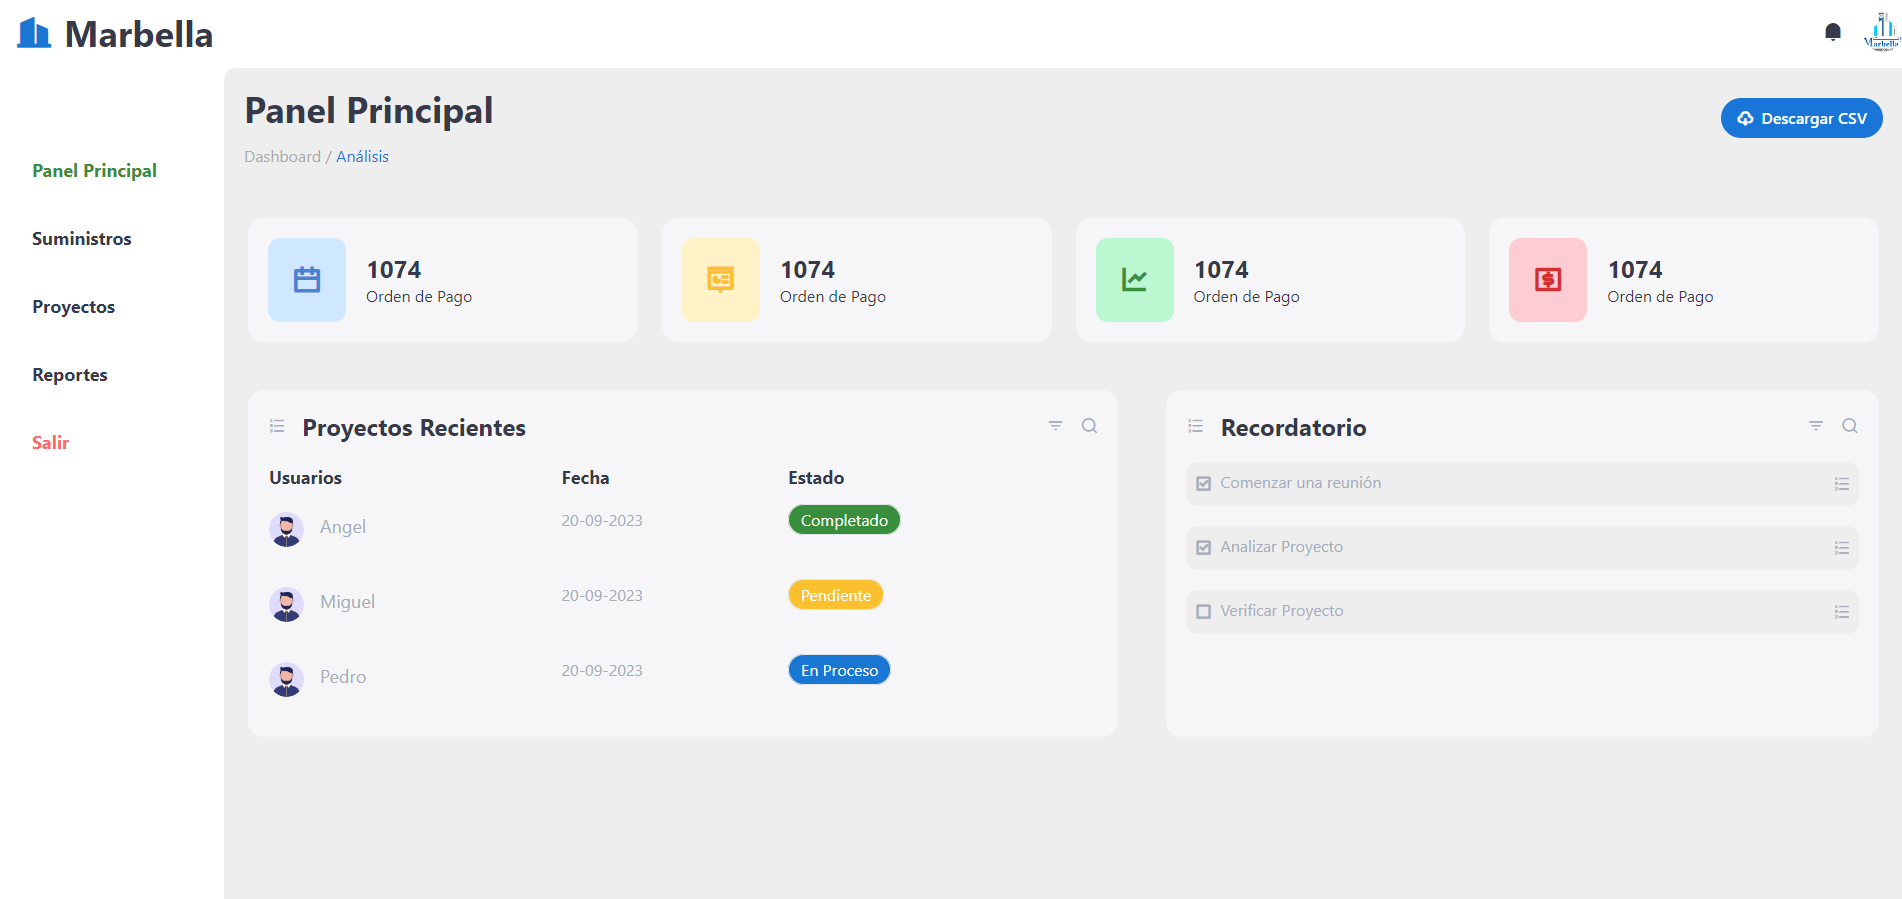 Marbella
Marbella
Panel Principal
Descargar CSV
Dashboard / Análisis
Panel Principal
Suministros
Proyectos
Reportes
Salir
1074
Orden de Pago
1074
Orden de Pago
1074
Orden de Pago
1074
Orden de Pago
Proyectos Recientes
Usuarios Fecha Estado
Angel 20-09-2023 Completado
Miguel 20-09-2023 Pendiente
Pedro 20-09-2023 En Proceso
Recordatorio
Comenzar una reunión
Analizar Proyecto
Verificar Proyecto